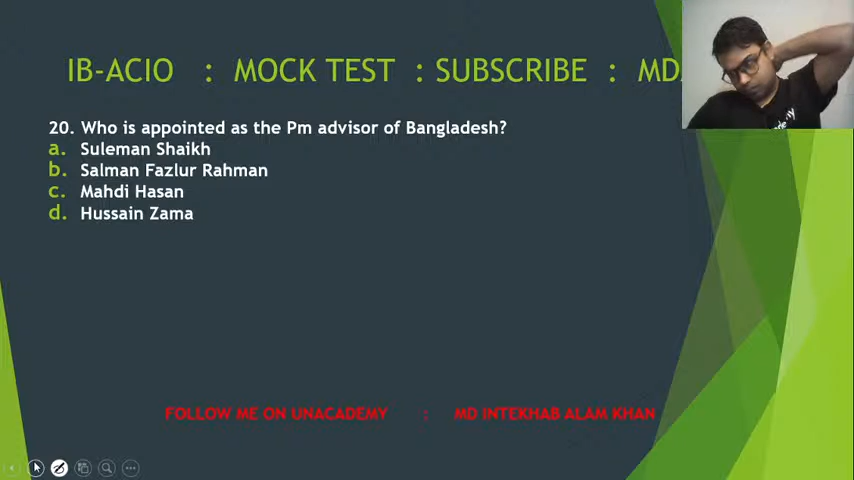 IB-ACIO : MOCK TEST : SUBSCRIBE : MD
20. Who is appointed as the Pm advisor of Bangladesh?
a. Suleman Shaikh
b. Salman Fazlur Rahman
c. Mahdi Hasan
d. Hussain Zama
FOLLOW ME ON UNACADEMY : MD INTEKHAB ALAM KHAN